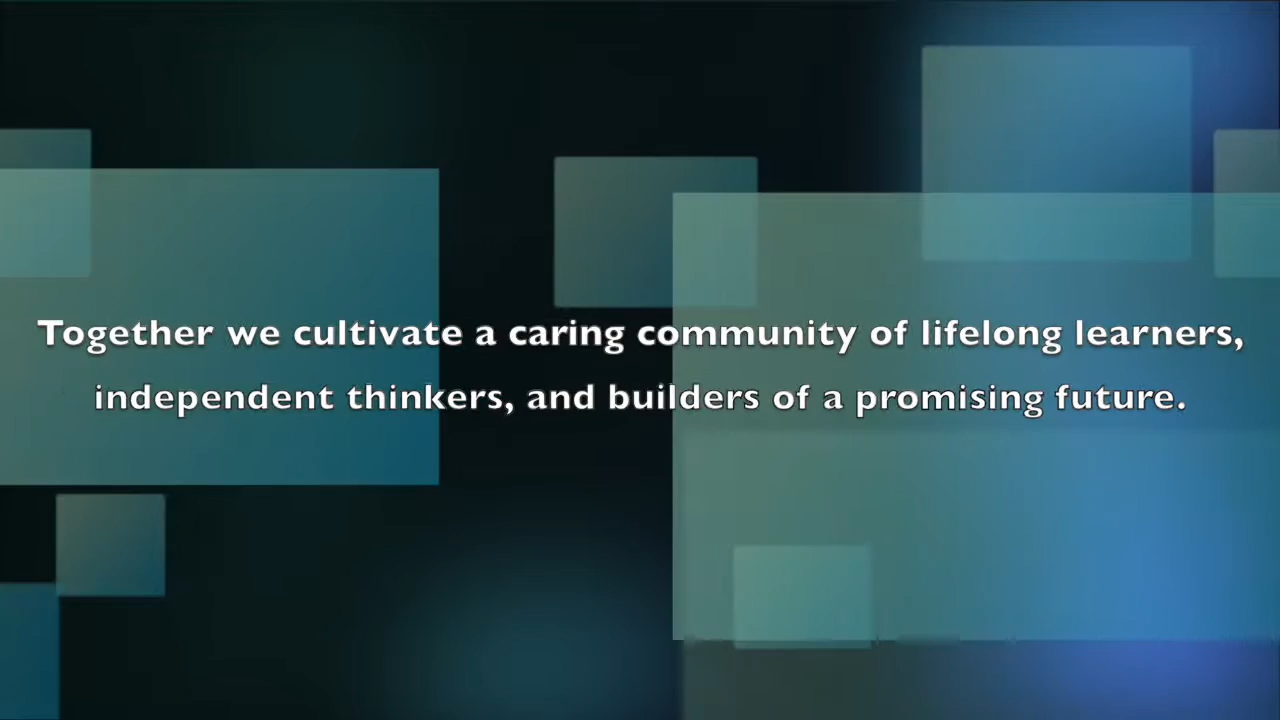 Together we cultivate a caring community of lifelong learners,
independent thinkers, and builders of a promising future.